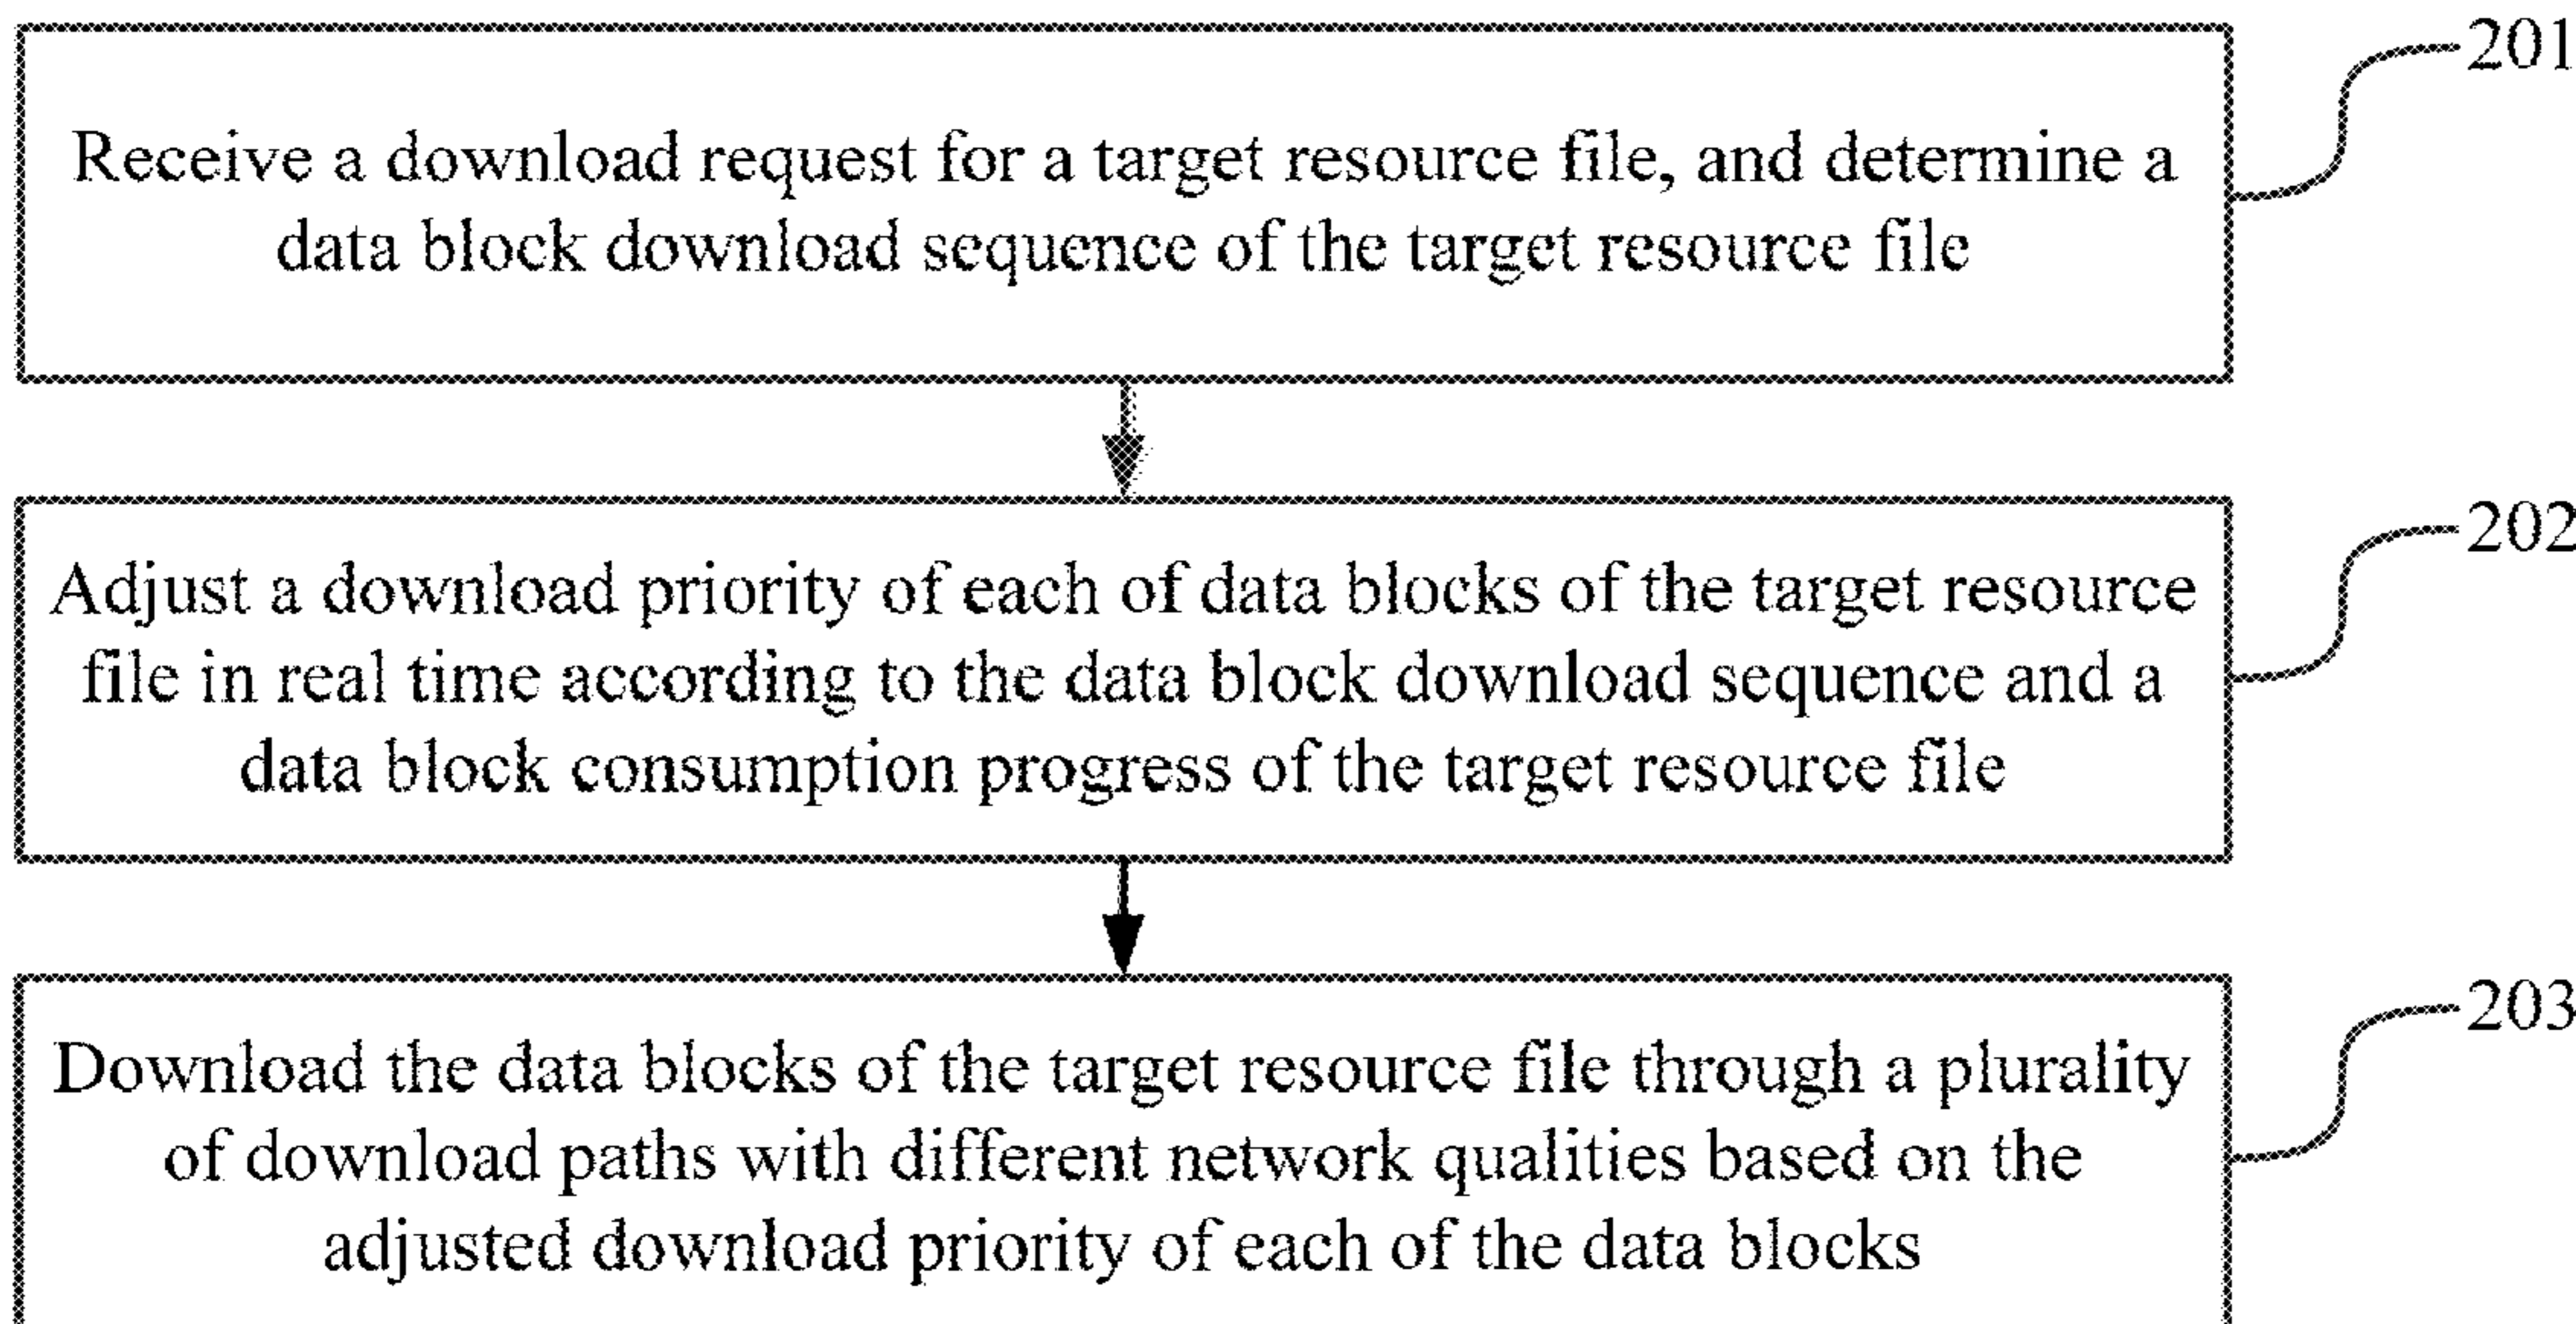 201
Receive a download request for a target resource file, and determine a
data block download sequence of the target resource file
202
Adjust a download priority of each of data blocks of the target resource
file in real time according to the data block download sequence and a
data block consumption progress of the target resource file
203
Download the data blocks of the target resource file through a plurality
of download paths with different network qualities based on the
adjusted download priority of each of the data blocks